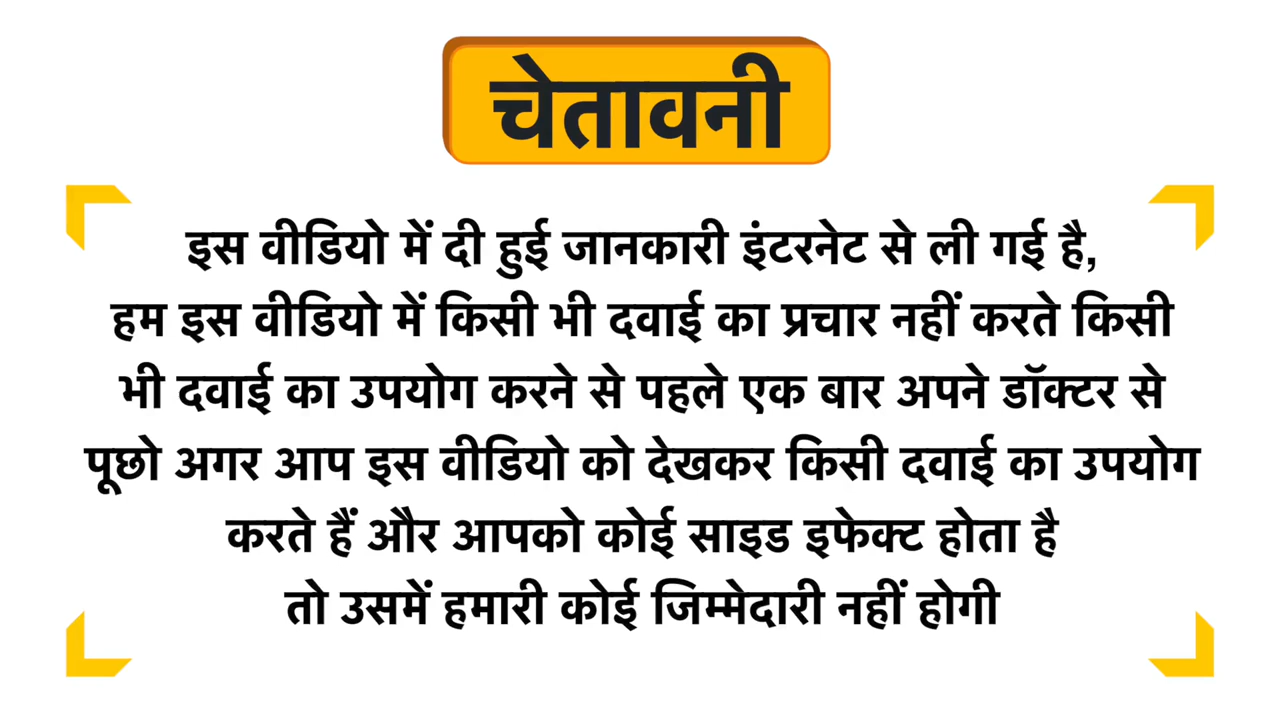 चेतावनी
इस वीडियो में दी हुई जानकारी इंटरनेट से ली गई है,
हम इस वीडियो में किसी भी दवाई का प्रचार नहीं करते किसी
भी दवाई का उपयोग करने से पहले एक बार अपने डॉक्टर से
पूछो अगर आप इस वीडियो को देखकर किसी दवाई का उपयोग
करते हैं और आपको कोई साइड इफेक्ट होता है
तो उसमें हमारी कोई जिम्मेदारी नहीं होगी